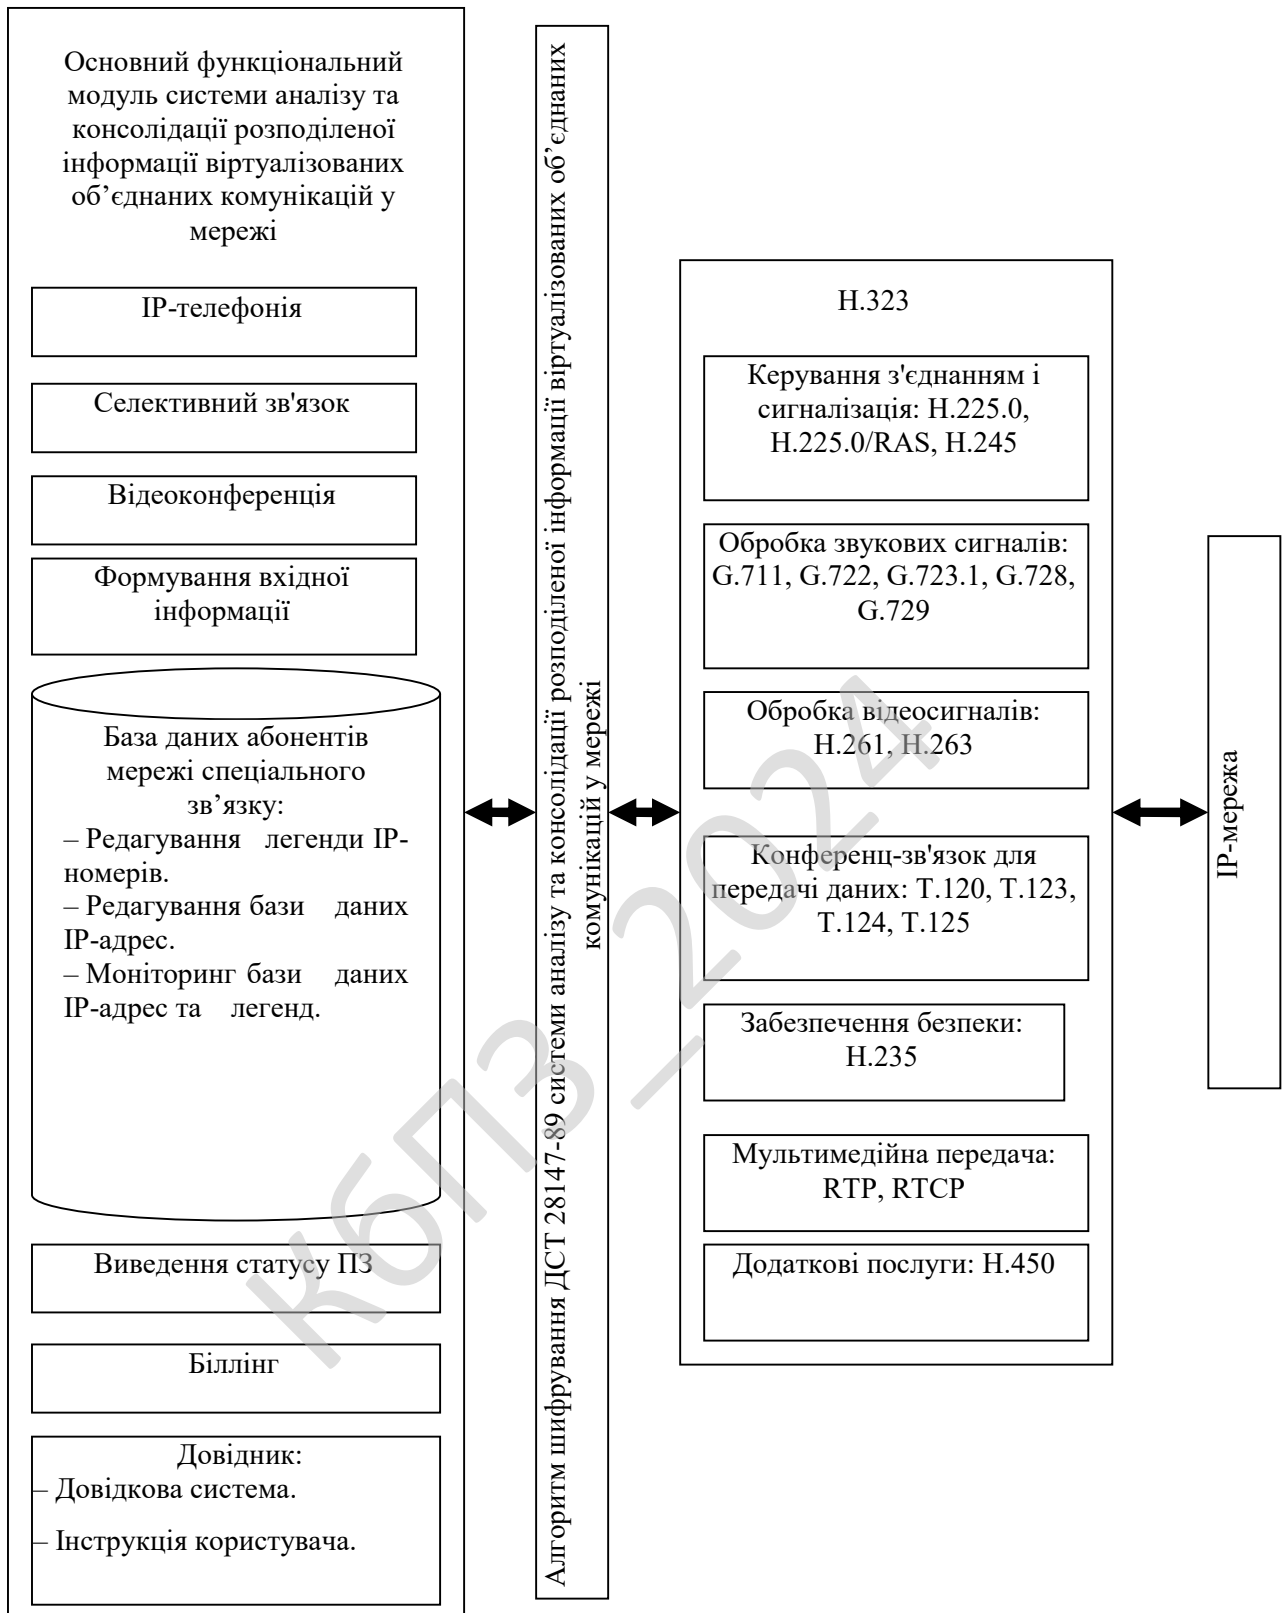 Основний функціональний
модуль системи аналізу та
консолідації розподіленої
інформації віртуалізованих
об’єднаних комунікацій у
мережі
IP-телефонія
Селективний зв'язок
Відеоконференція
Формування вхідної
інформації
База даних абонентів
мережі спеціального
зв’язку:
– Редагування легенди IP-
номерів.
– Редагування бази даних
IP-адрес.
– Моніторинг бази даних
IP-адрес та легенд.
Виведення статусу ПЗ
Біллінг
Довідник:
– Довідкова система.
– Інструкція користувача.
Алгоритм шифрування ДСТ 28147-89 системи аналізу та консолідації розподіленої інформації віртуалізованих об’єднаних
комунікацій у мережі
H.323
Керування з'єднанням і
сигналізація: H.225.0,
H.225.0/RAS, H.245
Обробка звукових сигналів:
G.711, G.722, G.723.1, G.728,
G.729
Обробка відеосигналів:
H.261, H.263
Конференц-зв'язок для
передачі даних: T.120, T.123,
T.124, T.125
Забезпечення безпеки:
H.235
Мультимедійна передача:
RTP, RTCP
Додаткові послуги: H.450
IP-мережа
КБПЗ_2024